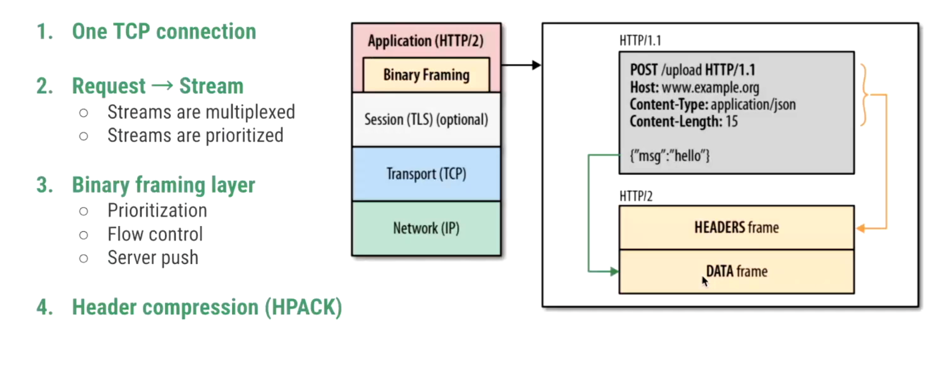 1. One TCP connection
2. Request → Stream
○ Streams are multiplexed
○ Streams are prioritized
3. Binary framing layer
○ Prioritization
○ Flow control
○ Server push
4. Header compression (HPACK)
Application (HTTP/2)
Binary Framing
Session (TLS) (optional)
Transport (TCP)
Network (IP)
HTTP/1.1
POST /upload HTTP/1.1
Host: www.example.org
Content-Type: application/json
Content-Length: 15
{"msg":"hello"}
HTTP/2
HEADERS frame
DATA frame